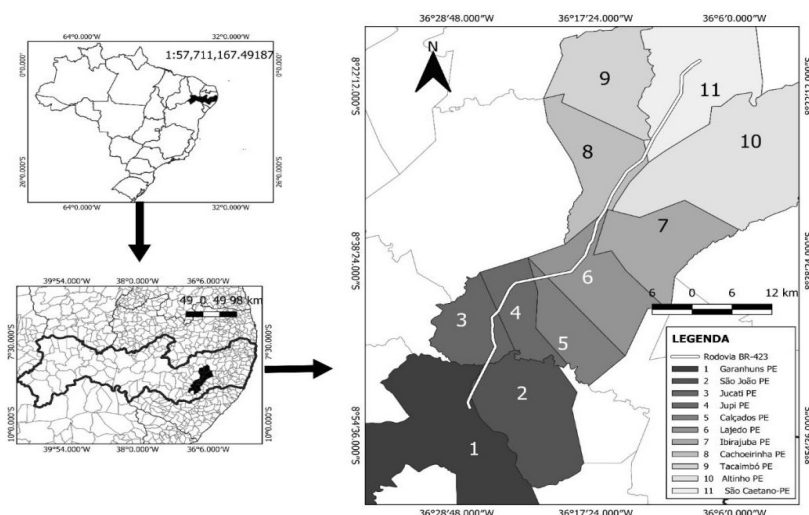 64°0.000'W 32°0.000'W
1:57,711,167.49187
0°0.000'S
0°0.000'S
26°0.000'S
26°0.000'S
64°0.000'W 32°0.000'W
39°54.000'W 38°0.000'W 36°6.000'W
49 0 49 98 km
7°30.000'S
7°30.000'S
10°0.000'S
10°0.000'S
39°54.000'W 38°0.000'W 36°6.000'W
36°28'48.000"W 36°17'24.000"W 36°6'0.000"W
N
8°22'12.000"S
8°22'12.000"S
9
11
8
10
7
8°38'24.000"S
8°38'24.000"S
6
6 0 6 12 km
3
4
5
2
1
8°54'36.000"S
LEGENDA
Rodovia BR-423
1 Garanhuns PE
2 São João PE
3 Jucati PE
4 Jupi PE
5 Calçados PE
6 Lajedo PE
7 Ibirajuba PE
8 Cachoeirinha PE
9 Tacaimbó PE
10 Altinho PE
11 São Caetano-PE
36°28'48.000"W 36°17'24.000"W 36°6'0.000"W